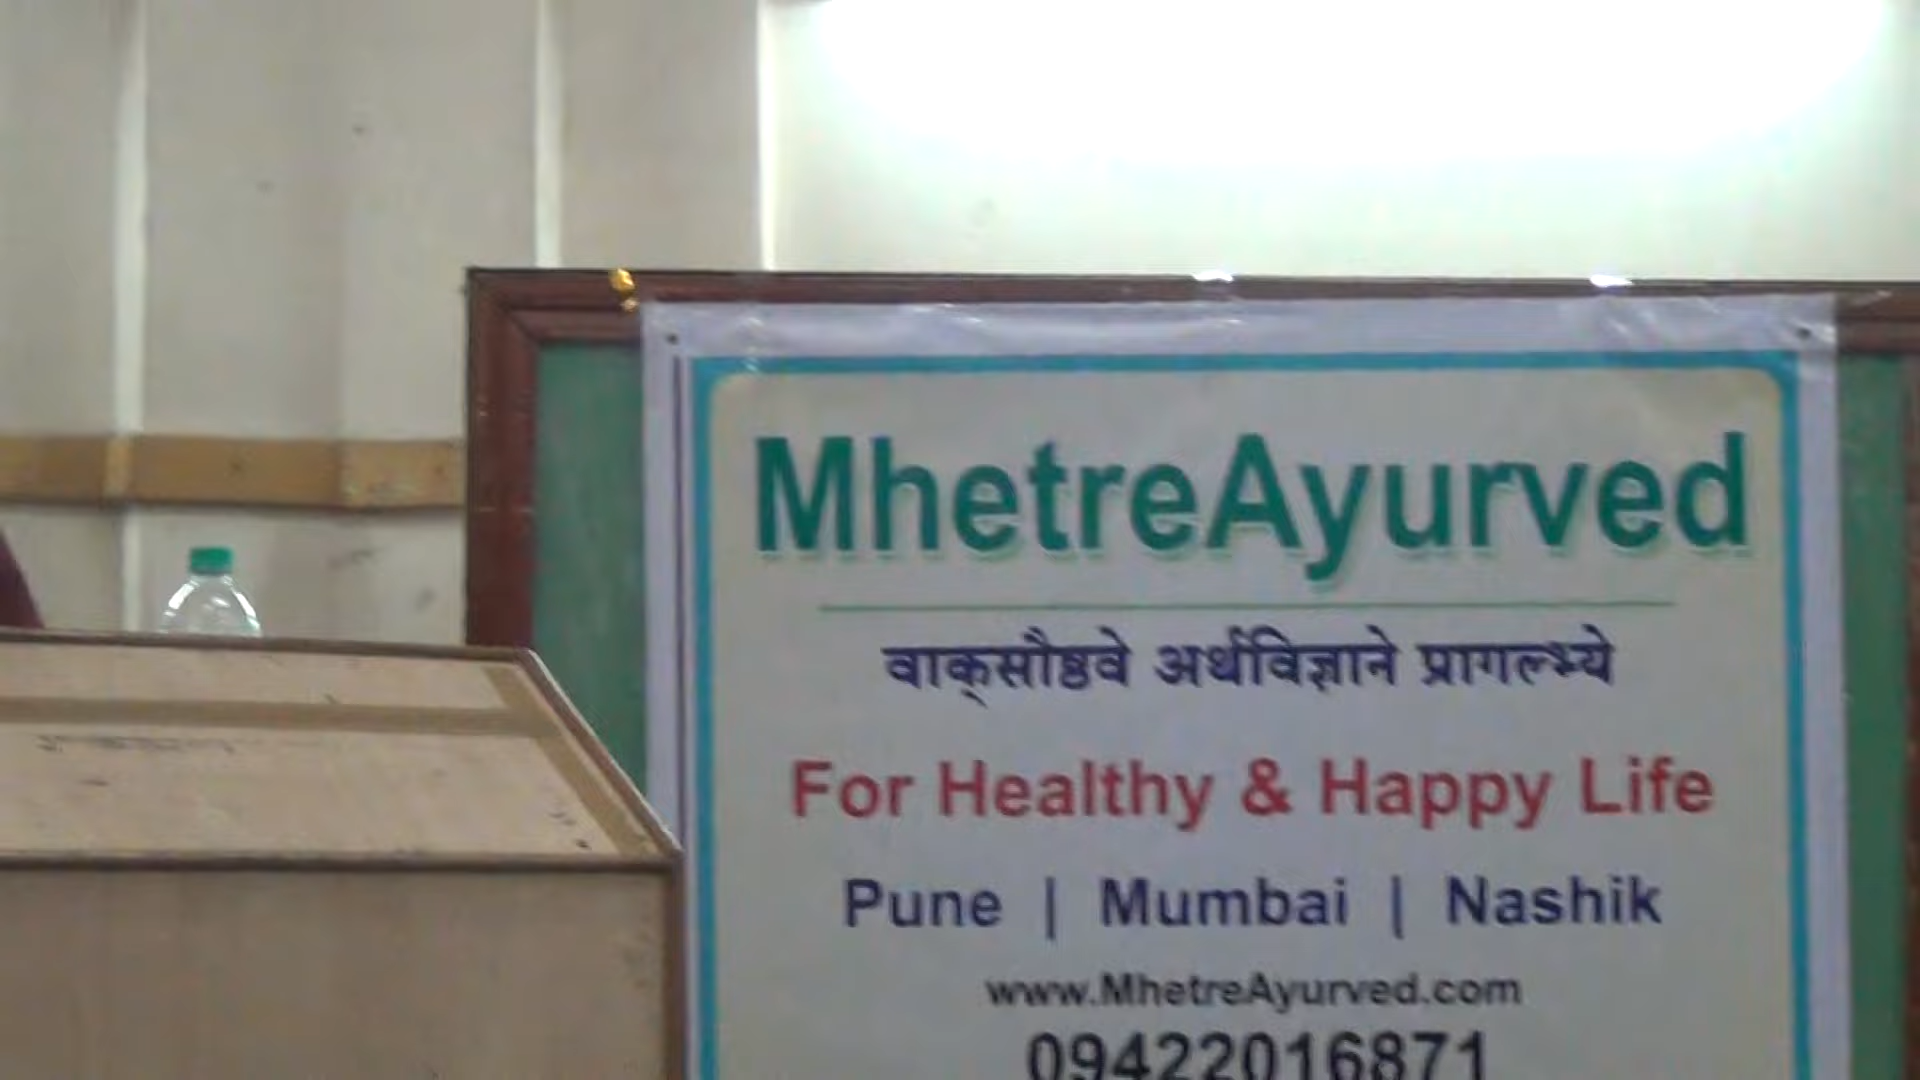 MhetreAyurved
वाक्सौष्ठवे अर्थविज्ञाने प्रागल्भ्ये
For Healthy & Happy Life
Pune | Mumbai | Nashik
www.MhetreAyurved.com
09422016871